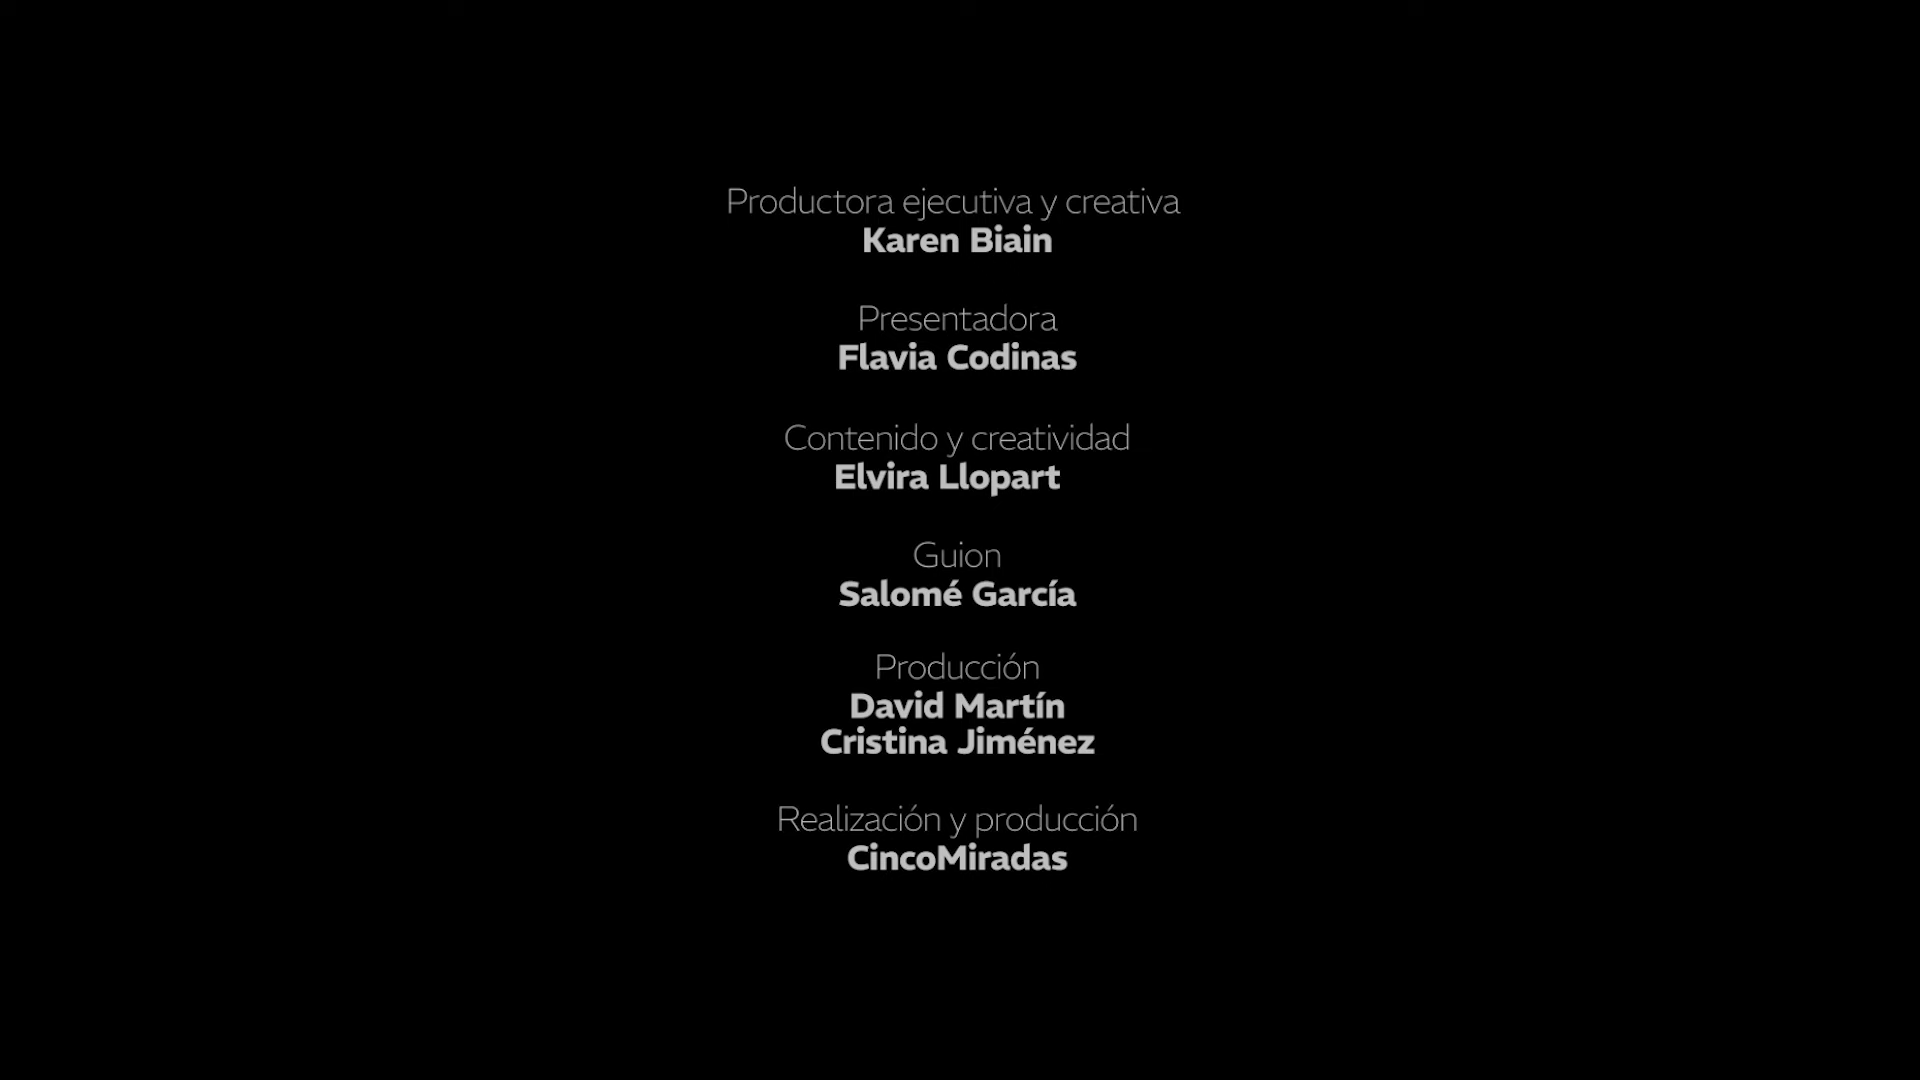 Productora ejecutiva y creativa
Karen Biain
Presentadora
Flavia Codinas
Contenido y creatividad
Elvira Llopart
Guion
Salomé García
Producción
David Martín
Cristina Jiménez
Realización y producción
CincoMiradas